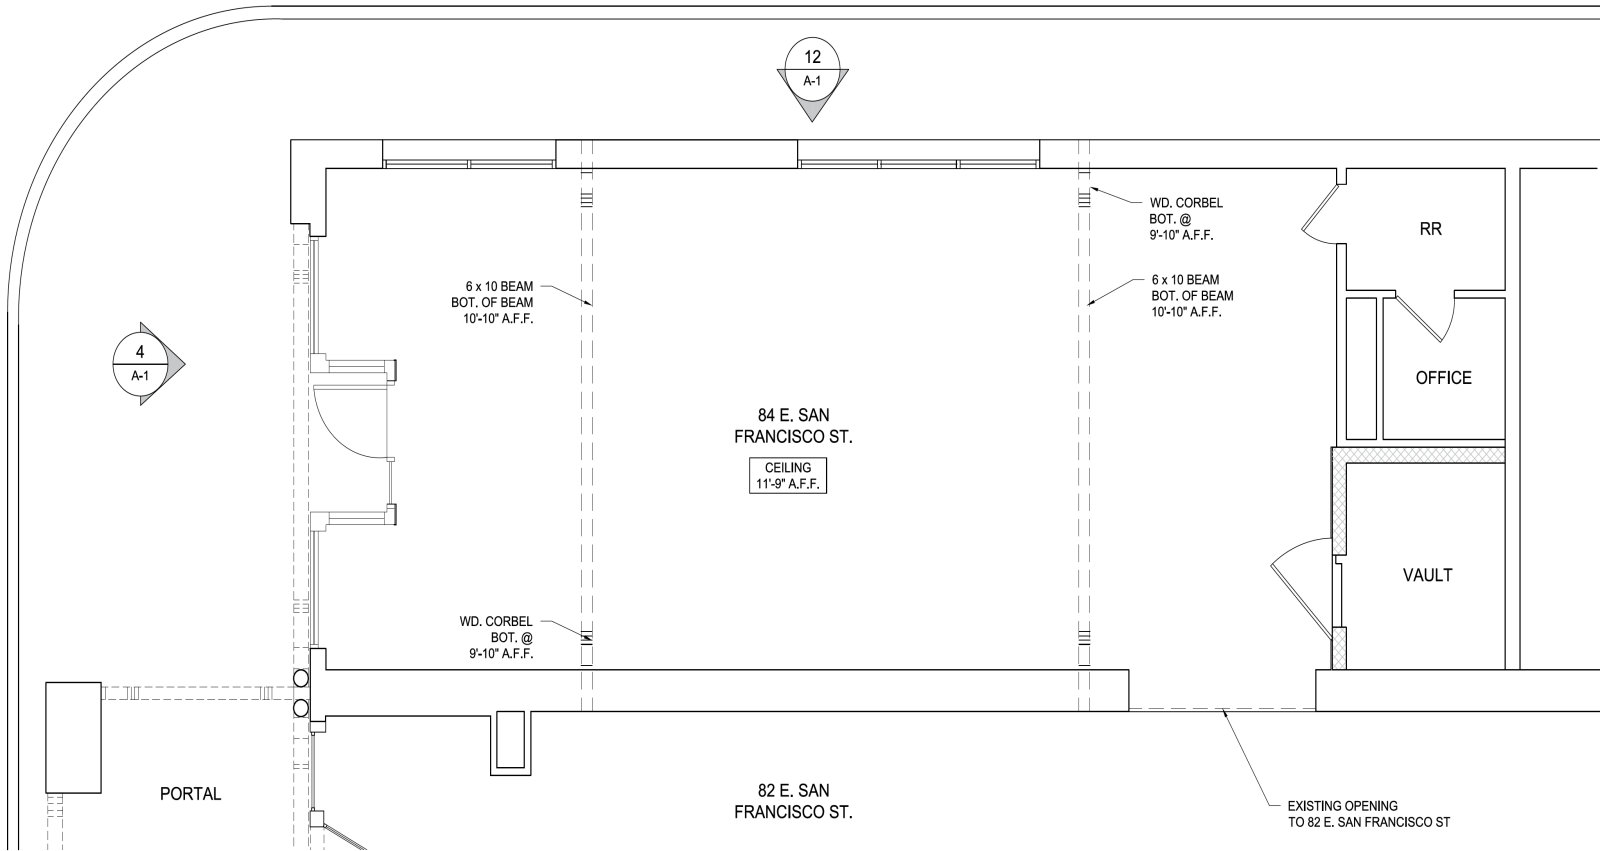 12
A-1
WD. CORBEL
BOT. @
9'-10" A.F.F.
RR
6 x 10 BEAM
BOT. OF BEAM
10'-10" A.F.F.
6 x 10 BEAM
BOT. OF BEAM
10'-10" A.F.F.
4
A-1
OFFICE
84 E. SAN
FRANCISCO ST.
CEILING
11'-9" A.F.F.
VAULT
WD. CORBEL
BOT. @
9'-10" A.F.F.
PORTAL
82 E. SAN
FRANCISCO ST.
EXISTING OPENING
TO 82 E. SAN FRANCISCO ST